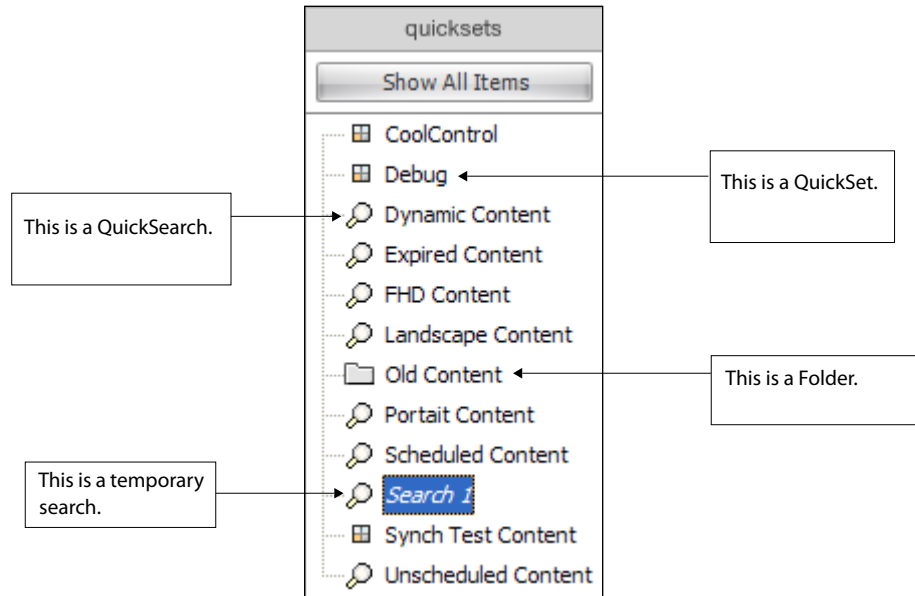 quicksets
Show All Items
CoolControl
Debug
This is a QuickSet.
This is a QuickSearch.
Dynamic Content
Expired Content
FHD Content
Landscape Content
Old Content
This is a Folder.
Portait Content
Scheduled Content
This is a temporary
search.
Search 1
Synch Test Content
Unscheduled Content